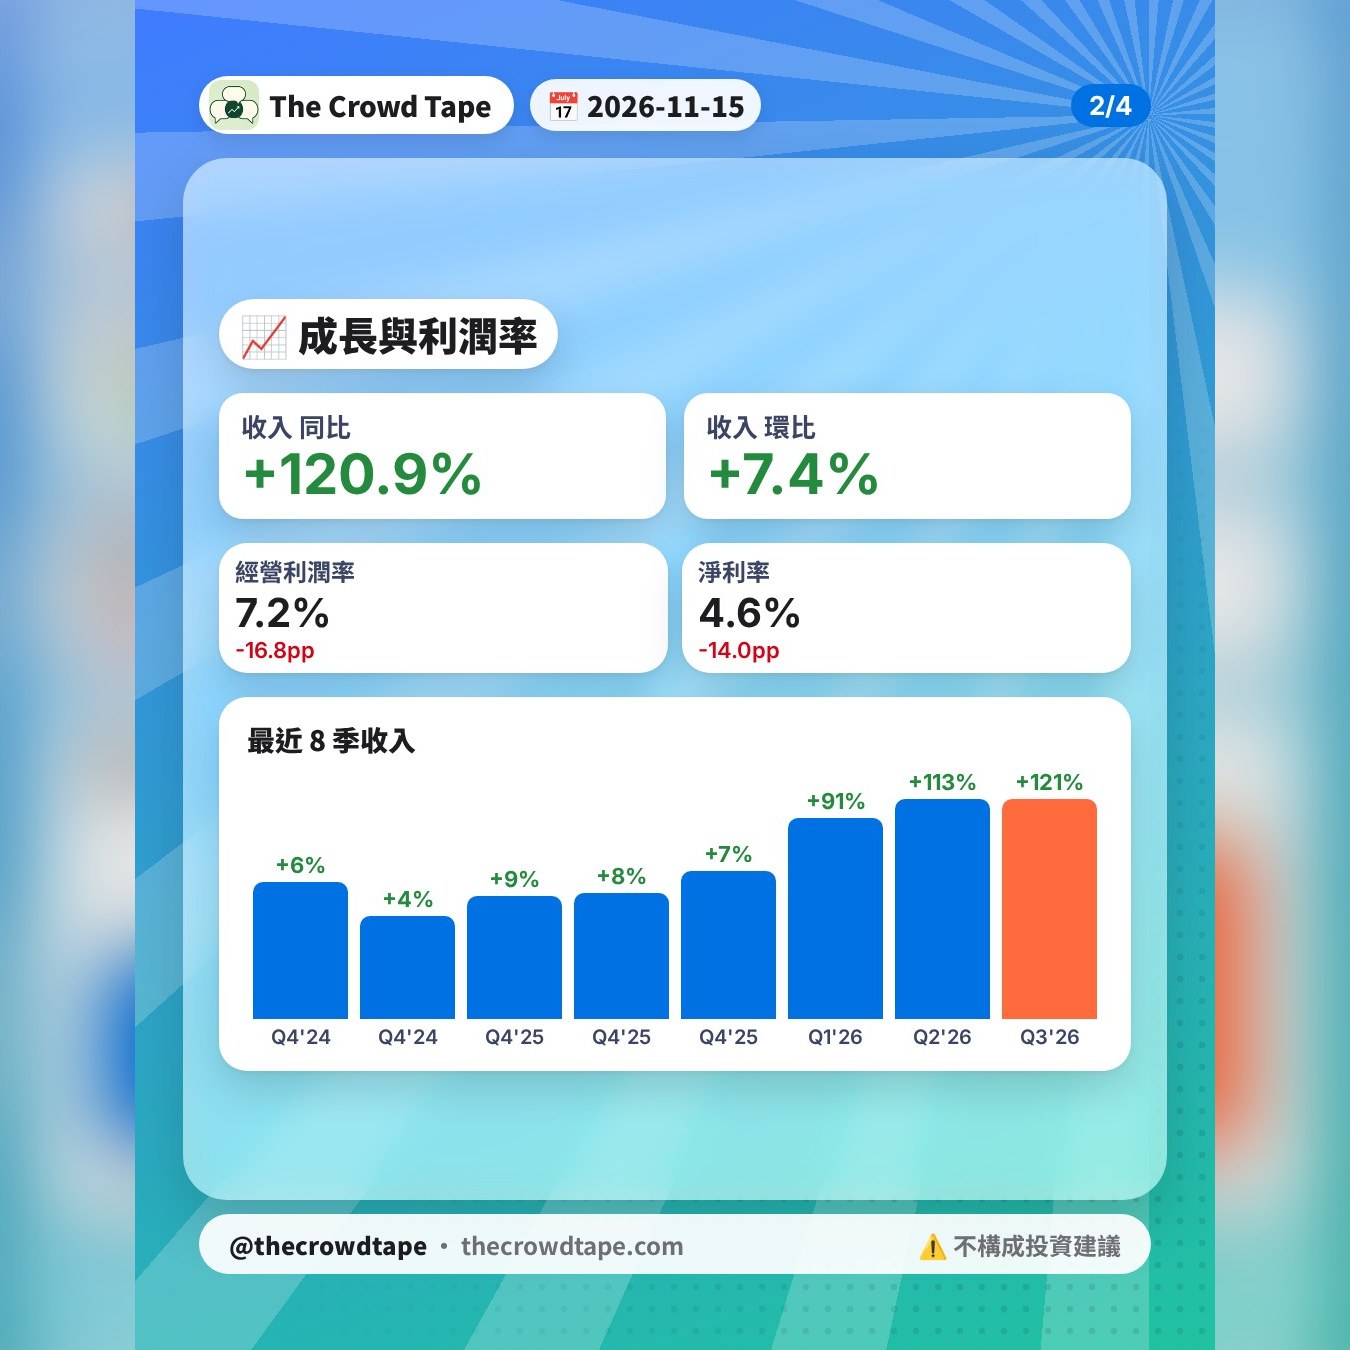 The Crowd Tape
July 17 2026-11-15
2/4
成長與利潤率
收入 同比
+120.9%
收入 環比
+7.4%
經營利潤率
7.2%
-16.8pp
淨利率
4.6%
-14.0pp
最近 8 季收入
+6% +4% +9% +8% +7% +91% +113% +121%
Q4'24 Q4'24 Q4'25 Q4'25 Q4'25 Q1'26 Q2'26 Q3'26
@thecrowdtape • thecrowdtape.com
⚠️ 不構成投資建議